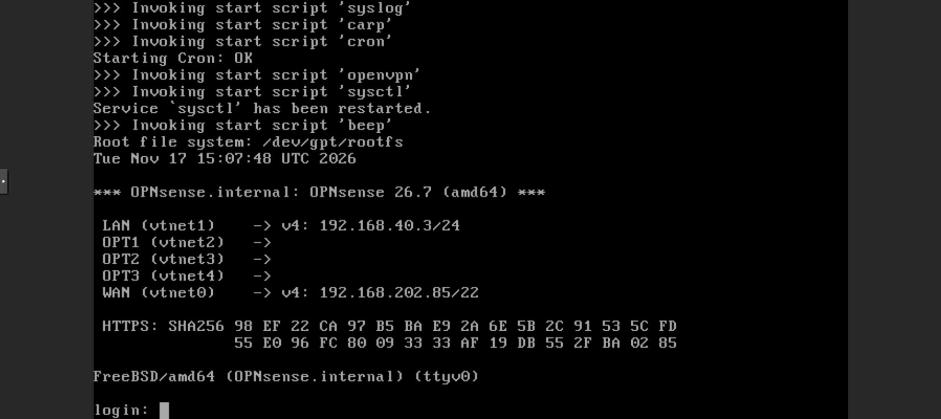 >>> Invoking start script 'syslog'
>>> Invoking start script 'carp'
>>> Invoking start script 'cron'
Starting Cron: OK
>>> Invoking start script 'openvpn'
>>> Invoking start script 'sysctl'
Service `sysctl' has been restarted.
>>> Invoking start script 'beep'
Root file system: /dev/gpt/rootfs
Tue Nov 17 15:07:48 UTC 2026
*** OPNsense.internal: OPNsense 26.7 (amd64) ***
LAN (vtnet1)    -> v4: 192.168.40.3/24
OPT1 (vtnet2)   ->
OPT2 (vtnet3)   ->
OPT3 (vtnet4)   ->
WAN (vtnet0)    -> v4: 192.168.202.85/22
HTTPS: SHA256 98 EF 22 CA 97 B5 BA E9 2A 6E 5B 2C 91 53 5C FD
55 E0 96 FC 80 09 33 33 AF 19 DB 55 2F BA 02 85
FreeBSD/amd64 (OPNsense.internal) (ttyv0)
login: